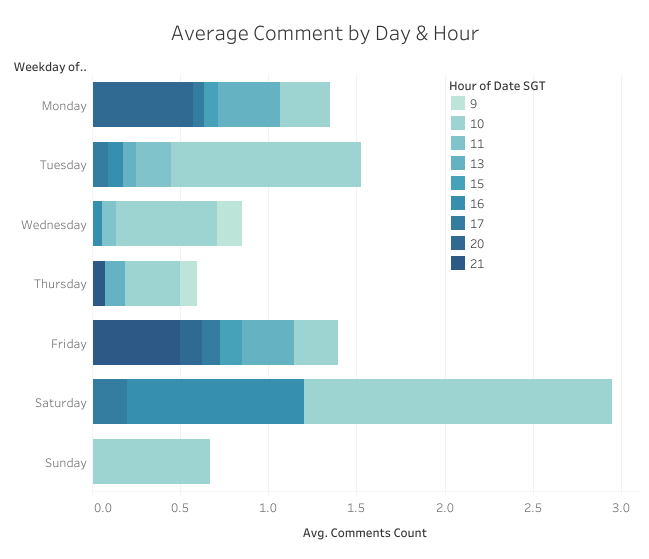 Average Comment by Day & Hour
Weekday of..
Hour of Date SGT
9
10
11
13
15
16
17
20
21
Monday
Tuesday
Wednesday
Thursday
Friday
Saturday
Sunday
0.0 0.5 1.0 1.5 2.0 2.5 3.0
Avg. Comments Count